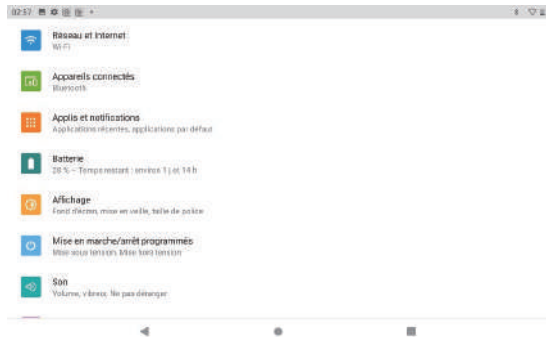 02:57
Réseau et Internet
Wi-Fi
Appareils connectés
Bluetooth
Applis et notifications
Applications récentes, applications par défaut
Batterie
28 % – Temps restant : environ 1 j et 14 h
Affichage
Fond d'écran, mise en veille, taille de police
Mise en marche/arrêt programmés
Mise sous tension, Mise hors tension
Son
Volume, vibreur, Ne pas déranger